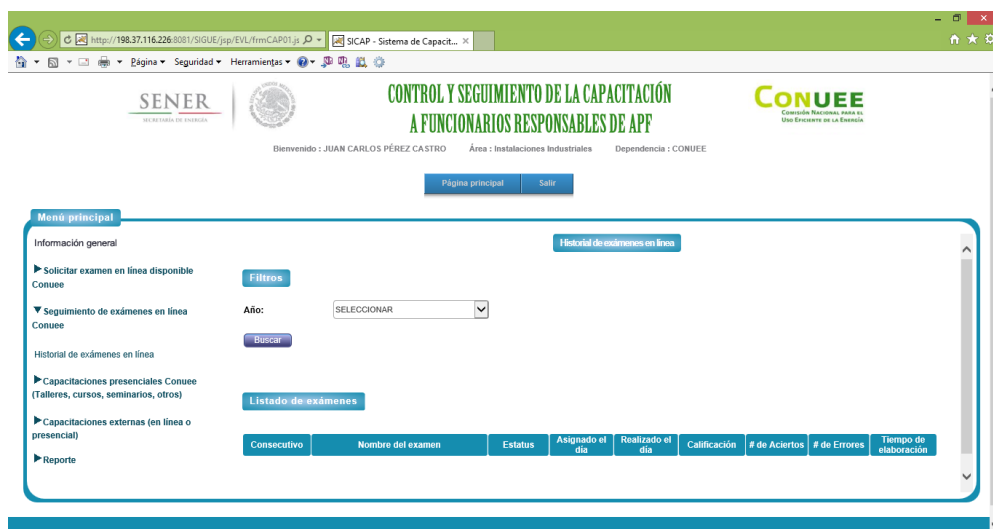 http://198.37.116.226:8081/SIGUE/jsp/EVL/frmCAP01.js
SICAP - Sistema de Capacit...
Página Seguridad Herramientas
SENER
SECRETARÍA DE ENERGÍA
CONTROL Y SEGUIMIENTO DE LA CAPACITACIÓN
A FUNCIONARIOS RESPONSABLES DE APF
CONUEE
COMISIÓN NACIONAL PARA EL
USO EFICIENTE DE LA ENERGÍA
Bienvenido : JUAN CARLOS PÉREZ CASTRO Área : Instalaciones Industriales Dependencia : CONUEE
Página principal Salir
Menú principal
Información general
Solicitar examen en línea disponible
Conuee
Seguimiento de exámenes en línea
Conuee
Historial de exámenes en línea
Capacitaciones presenciales Conuee
(Talleres, cursos, seminarios, otros)
Capacitaciones externas (en línea o
presencial)
Reporte
Historial de exámenes en línea
Filtros
Año: SELECCIONAR
Buscar
Listado de exámenes
Consecutivo Nombre del examen Estatus Asignado el día Realizado el día Calificación # de Aciertos # de Errores Tiempo de elaboración